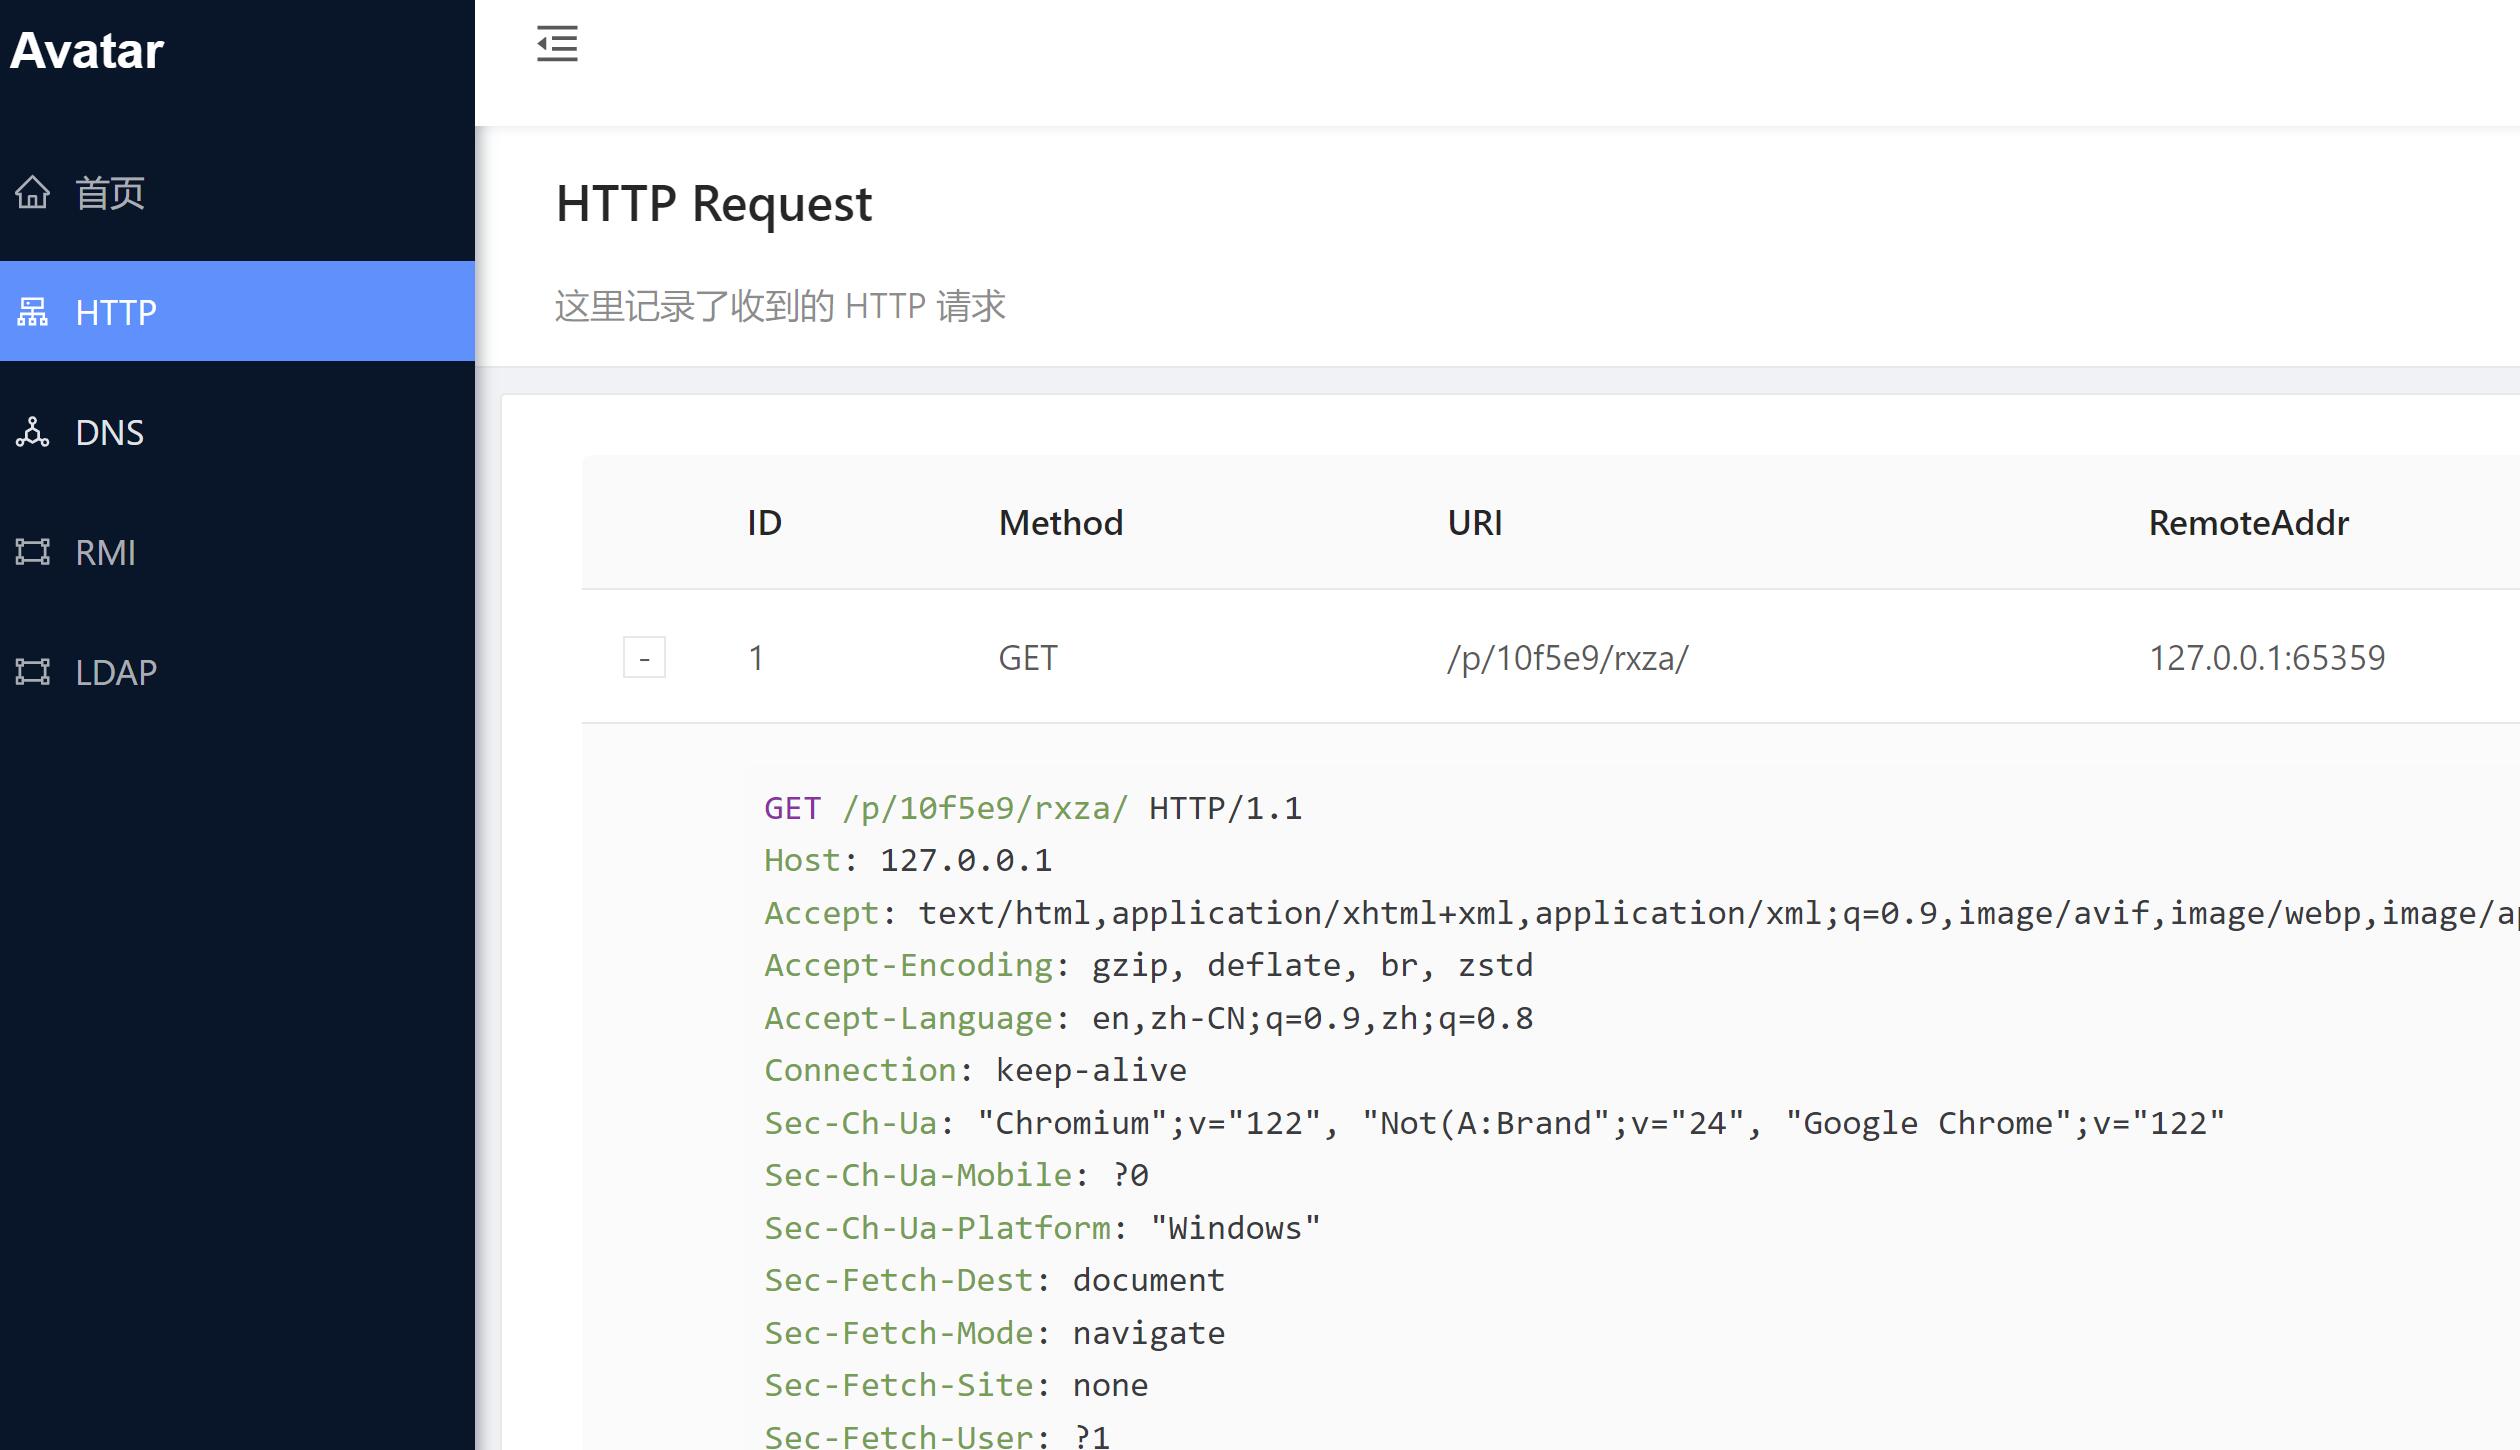 Avatar
首页
HTTP
DNS
RMI
LDAP
HTTP Request
这里记录了收到的 HTTP 请求
ID Method URI RemoteAddr
- 1 GET /p/10f5e9/rxza/ 127.0.0.1:65359
GET /p/10f5e9/rxza/ HTTP/1.1
Host: 127.0.0.1
Accept: text/html,application/xhtml+xml,application/xml;q=0.9,image/avif,image/webp,image/a
Accept-Encoding: gzip, deflate, br, zstd
Accept-Language: en,zh-CN;q=0.9,zh;q=0.8
Connection: keep-alive
Sec-Ch-Ua: "Chromium";v="122", "Not(A:Brand";v="24", "Google Chrome";v="122"
Sec-Ch-Ua-Mobile: ?0
Sec-Ch-Ua-Platform: "Windows"
Sec-Fetch-Dest: document
Sec-Fetch-Mode: navigate
Sec-Fetch-Site: none
Sec-Fetch-User: ?1